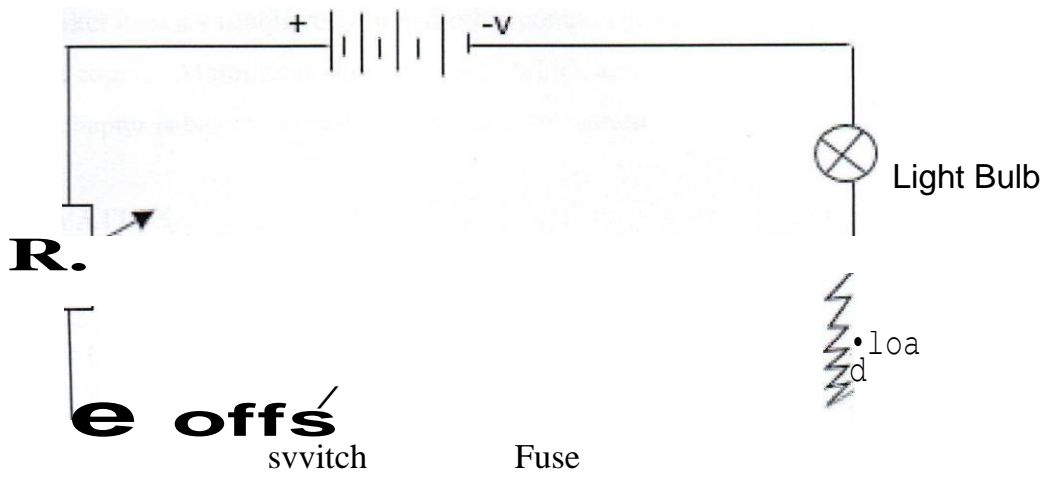 + -v
Light Bulb
R.
•loa
d
e offs
svvitch Fuse